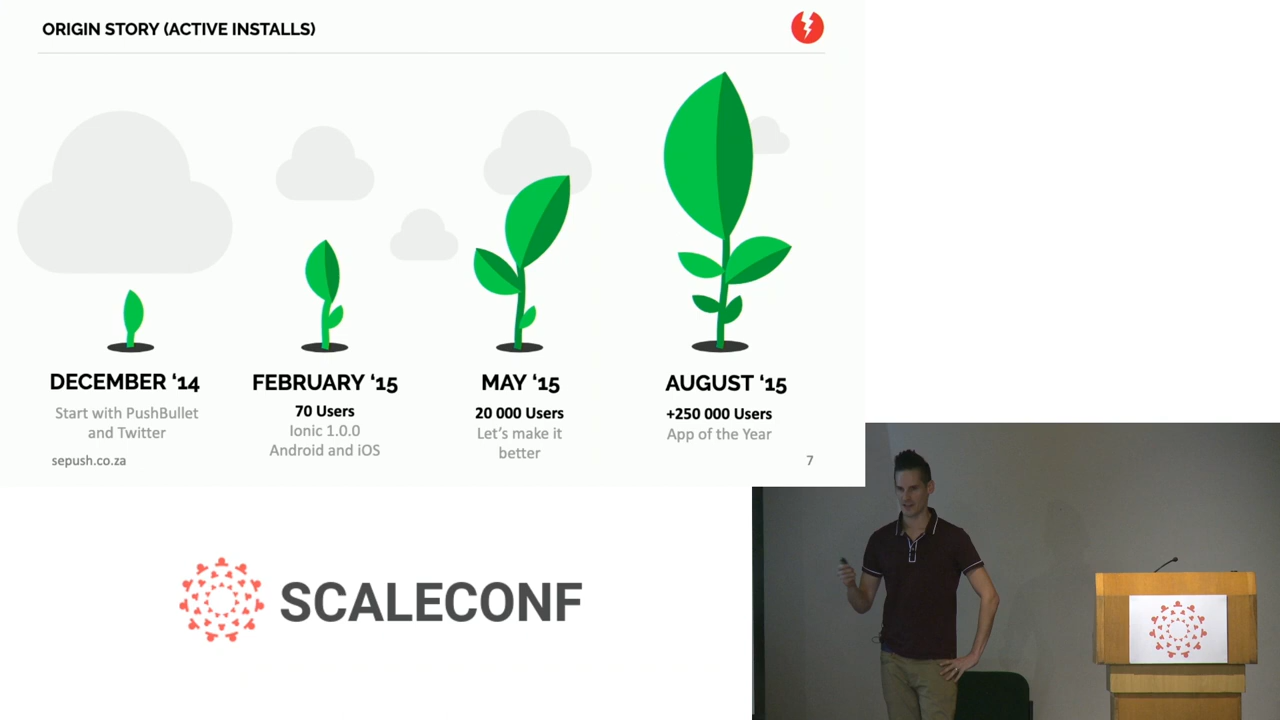 ORIGIN STORY (ACTIVE INSTALLS)
DECEMBER ‘14
Start with PushBullet
and Twitter
FEBRUARY ‘15
70 Users
Ionic 1.0.0
Android and iOS
MAY ‘15
20 000 Users
Let’s make it
better
AUGUST ‘15
+250 000 Users
App of the Year
sepush.co.za
7
SCALECONF